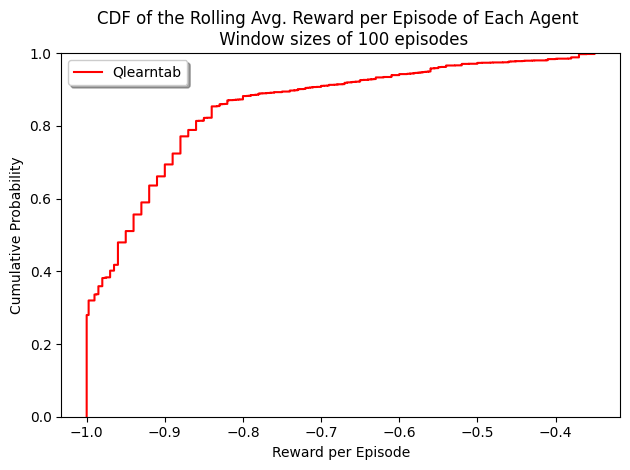 CDF of the Rolling Avg. Reward per Episode of Each Agent
Window sizes of 100 episodes
Qlearntab
Cumulative Probability
1.0
0.8
0.6
0.4
0.2
0.0
−1.0 −0.9 −0.8 −0.7 −0.6 −0.5 −0.4
Reward per Episode